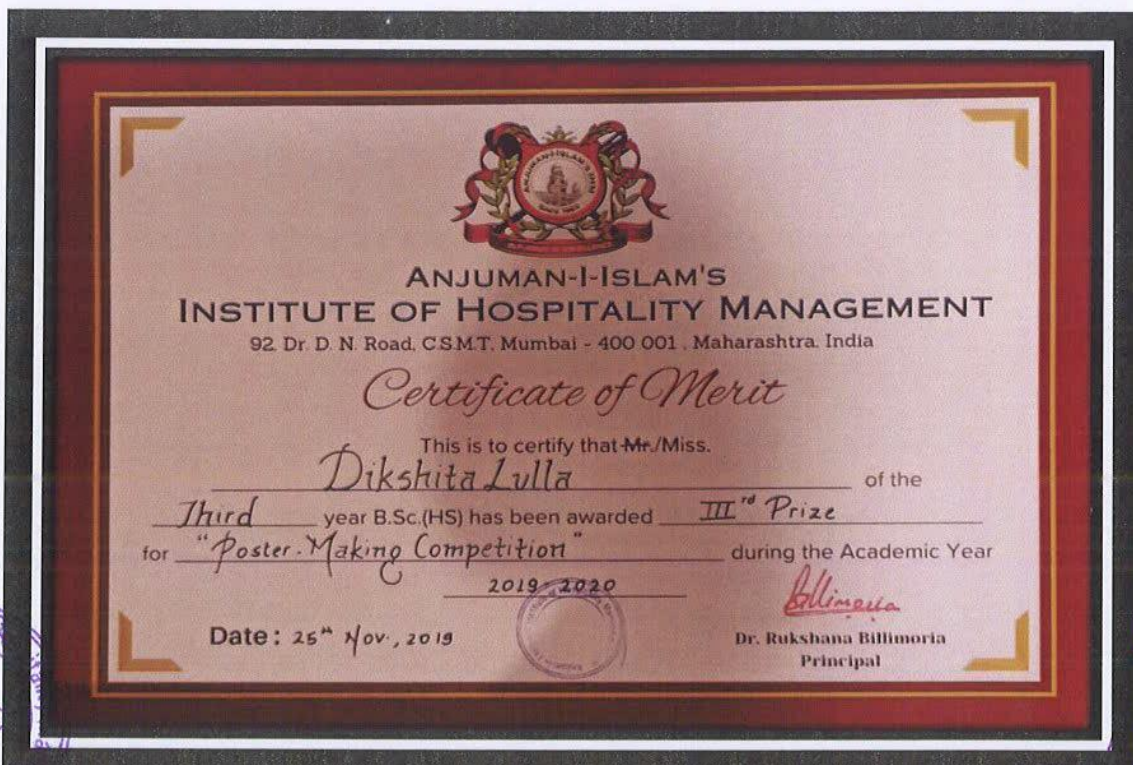 ANJUMAN-I-ISLAM'S
INSTITUTE OF HOSPITALITY MANAGEMENT
92. Dr. D. N. Road, C.S.M.T, Mumbai - 400 001 , Maharashtra. India
Certificate of Merit
This is to certify that Mr./Miss.
Dikshita Lulla of the
Third year B.Sc.(HS) has been awarded IIIrd Prize
for "Poster-Making Competition" during the Academic Year
2019-2020
Date : 25th Nov., 2019
Billimoria
Dr. Rukshana Billimoria
Principal